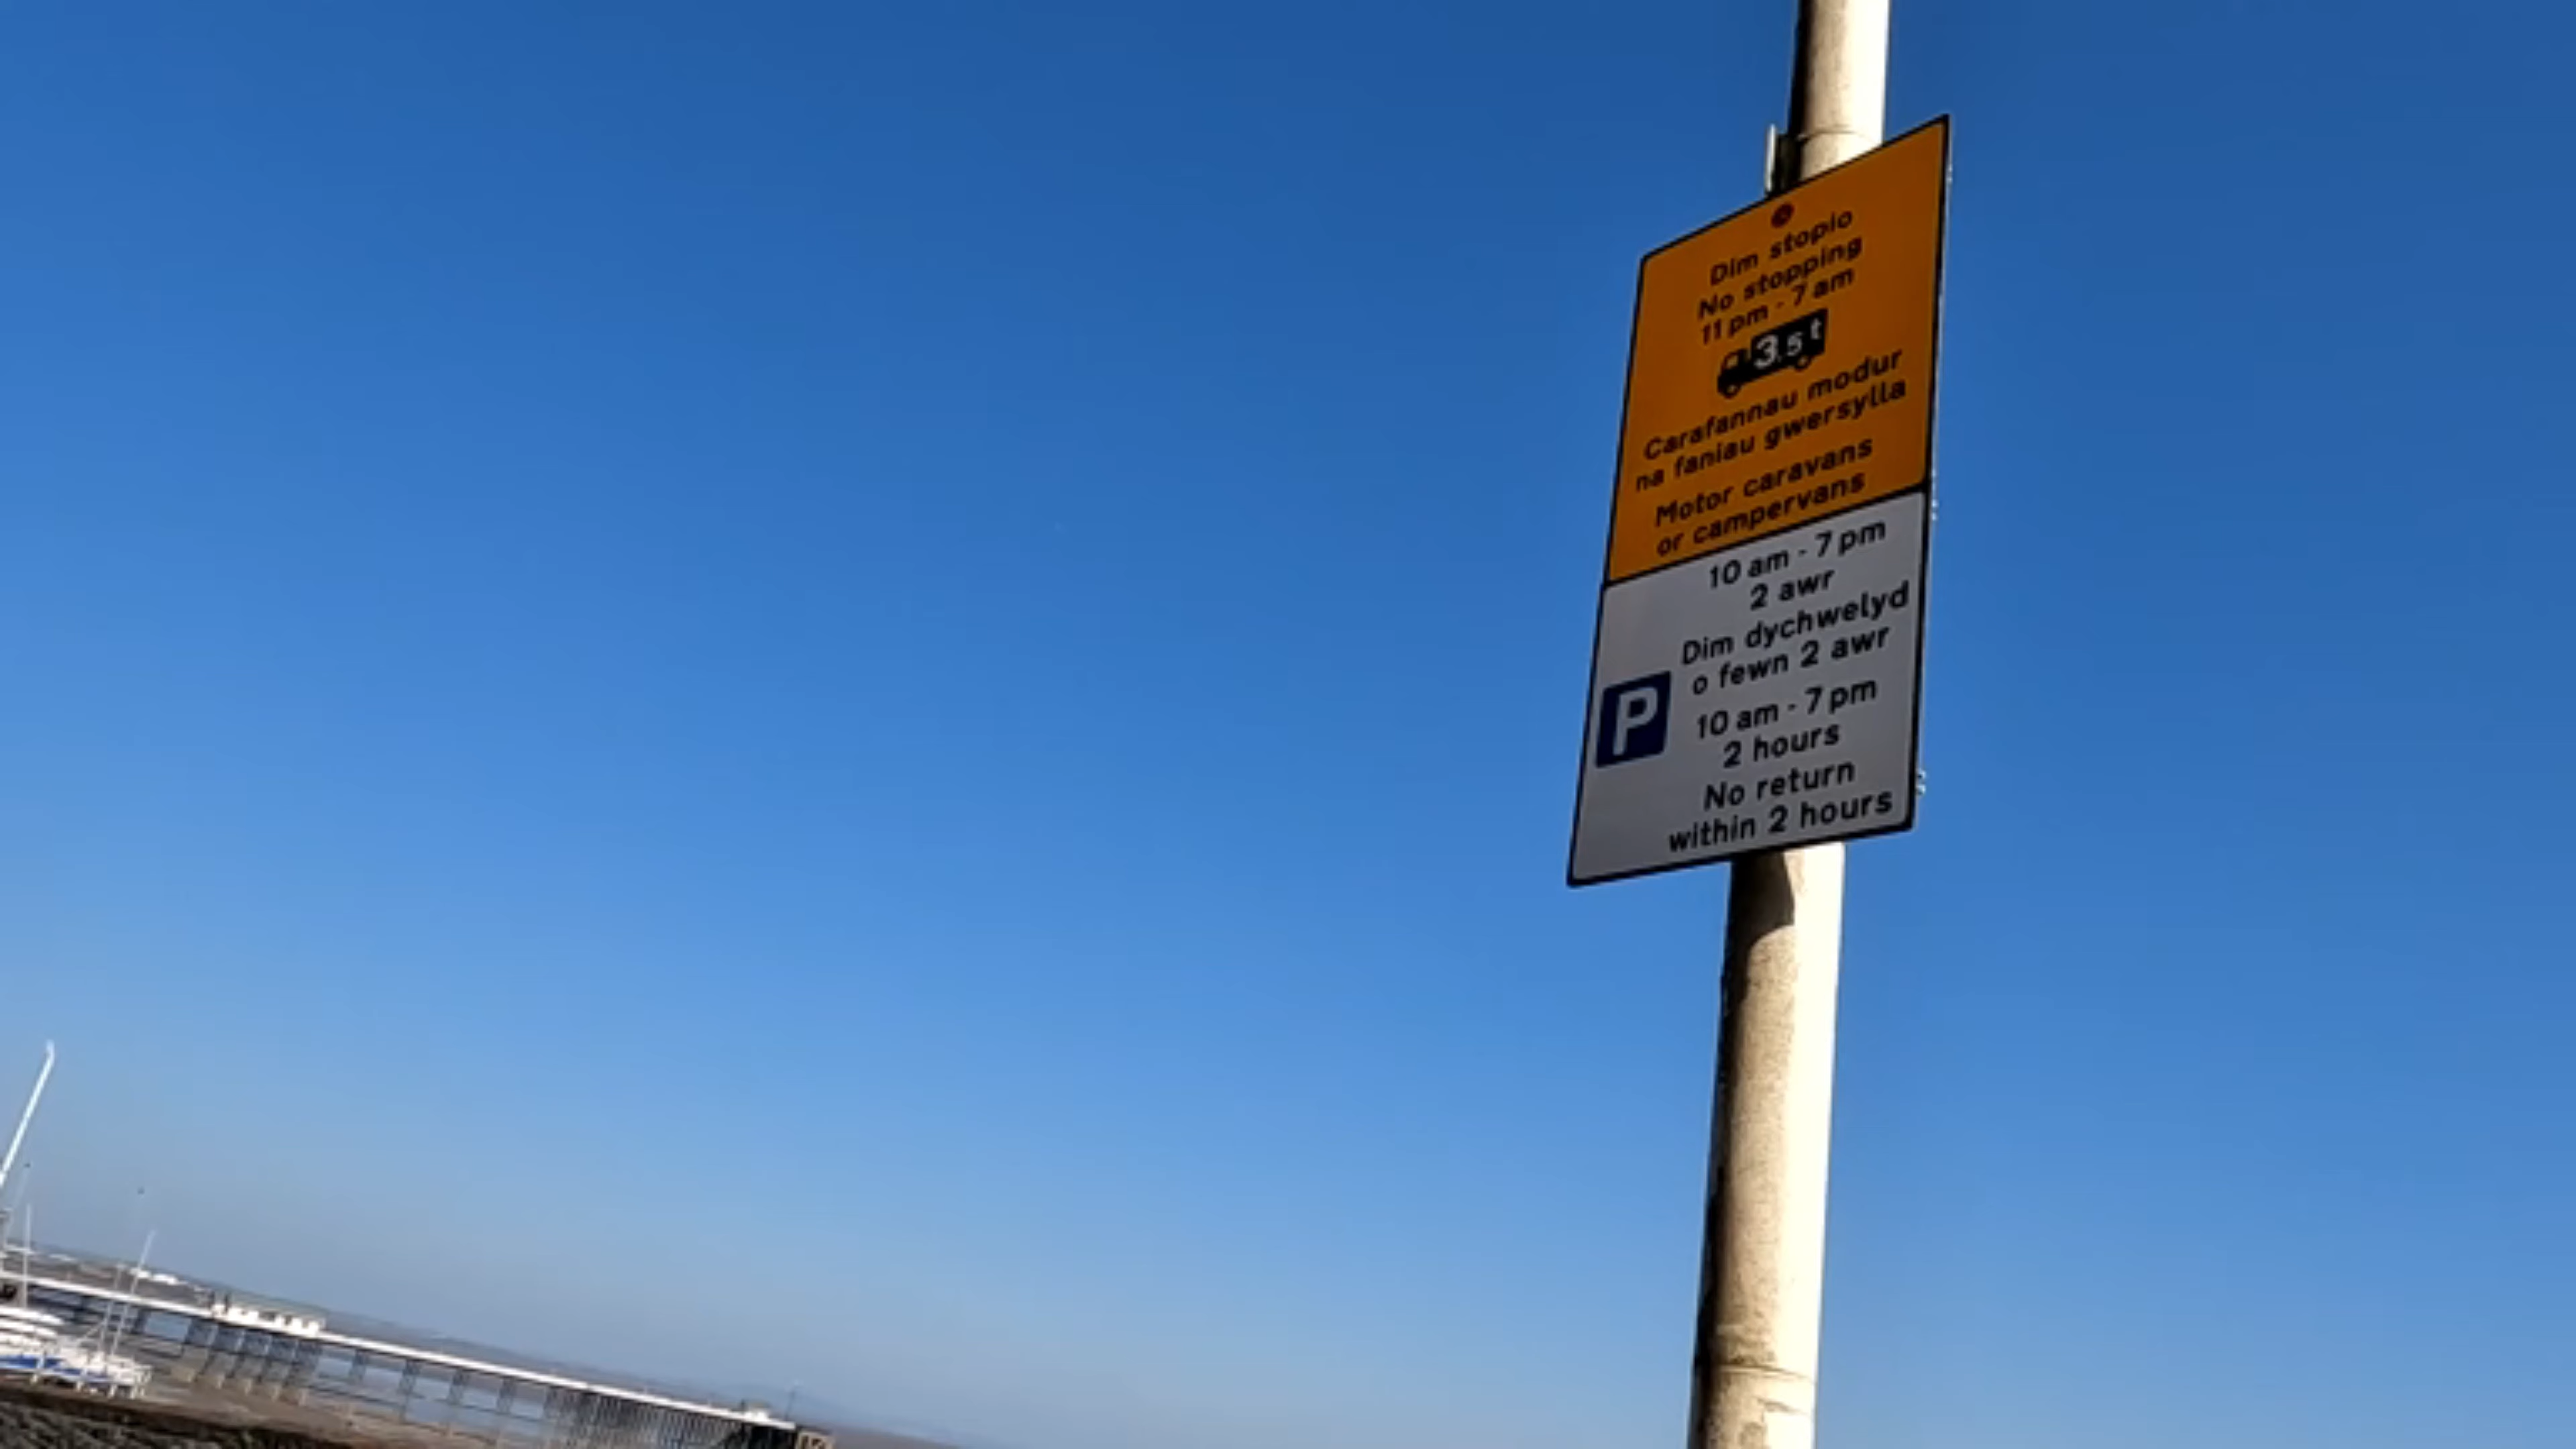 Dim stopio
No stopping
11 pm - 7 am
3.5 t
Carafannau modur
na faniau gwersylla
Motor caravans
or campervans
10 am - 7 pm
2 awr
Dim dychwelyd
o fewn 2 awr
P
10 am - 7 pm
2 hours
No return
within 2 hours